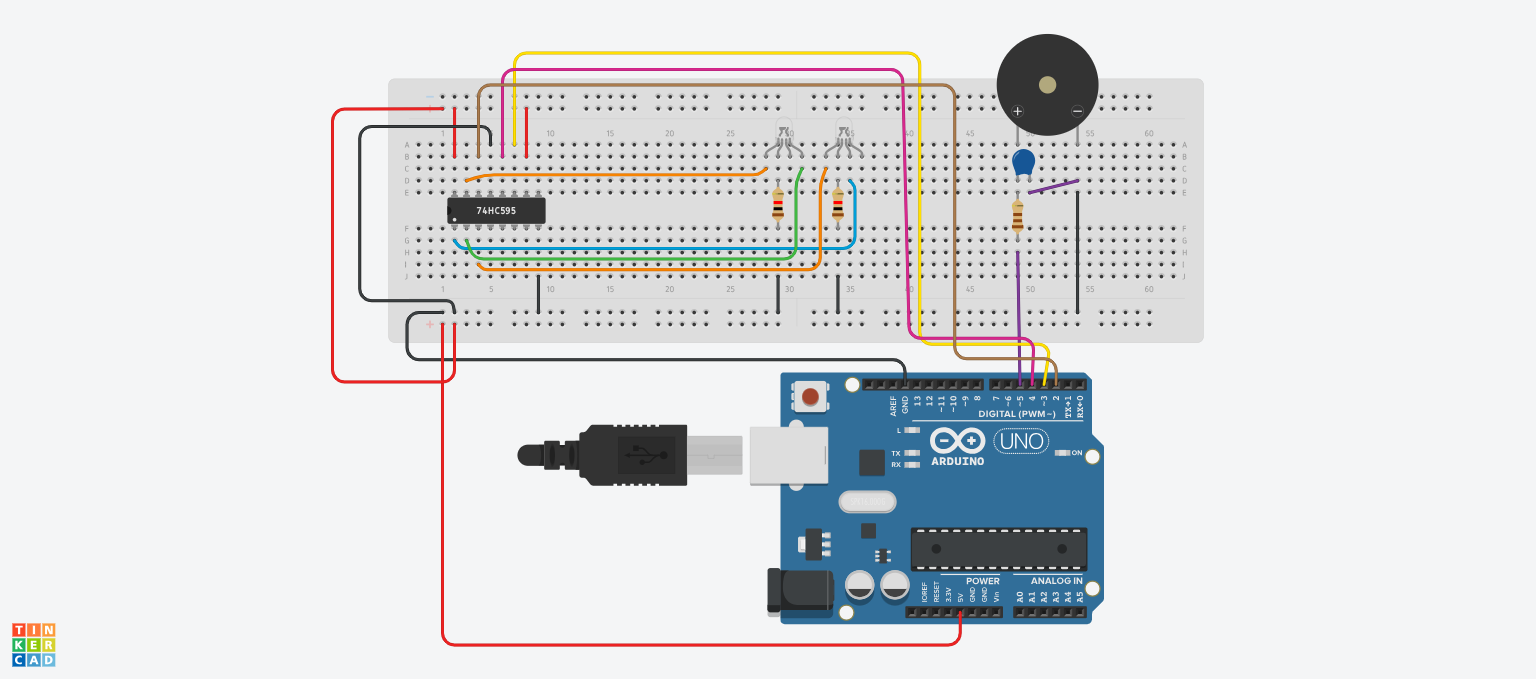 + −
− +
1 5 10 15 20 25 30 35 40 45 50 55 60
A A
B B
C C
D D
E E
74HC595
F F
G G
H H
I I
J J
1 5 10 15 20 25 30 35 40 45 50 55 60
− +
AREF GND 13 12 ~11 ~10 ~9 8 7 ~6 ~5 4 ~3 2 TX→1 RX←0
DIGITAL (PWM~)
L
TX
RX
ARDUINO
UNO
ON
POWER ANALOG IN
IOREF RESET 3.3V 5V GND GND Vin A0 A1 A2 A3 A4 A5
TIN
KER
CAD